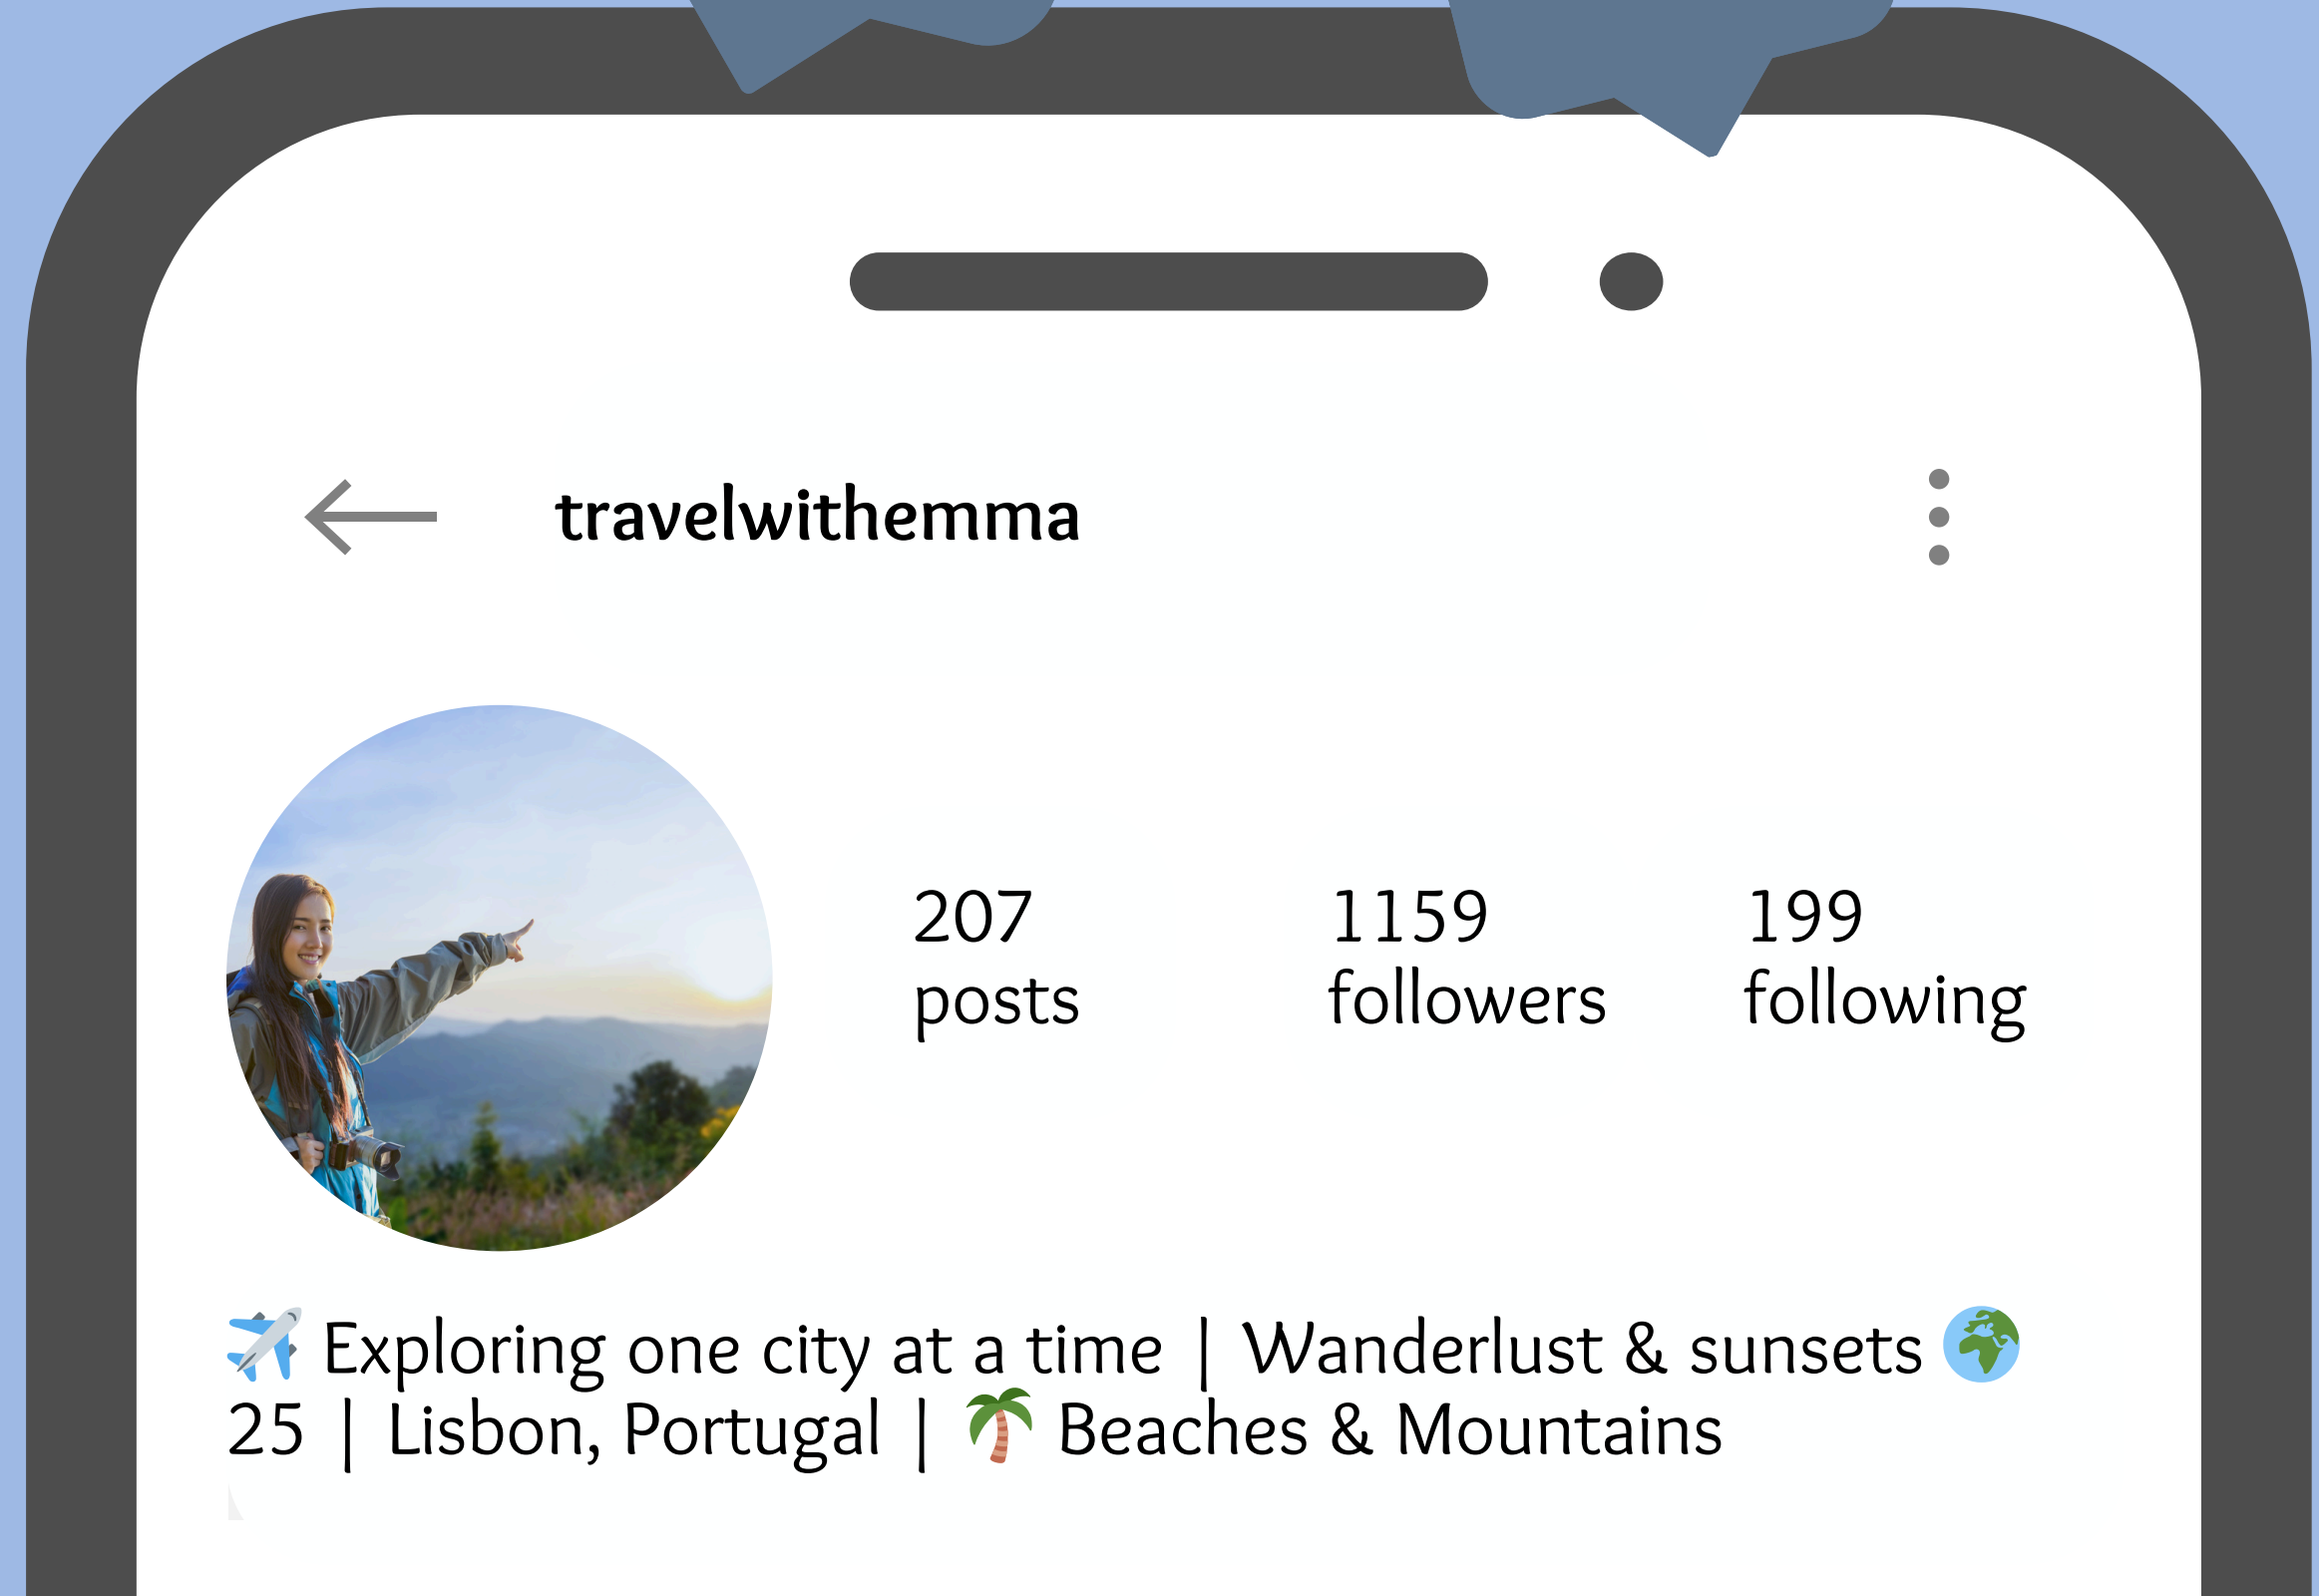 travelwithemma
207 1159 199
posts followers following
✈️ Exploring one city at a time | Wanderlust & sunsets 🌍
25 | Lisbon, Portugal | 🌴 Beaches & Mountains